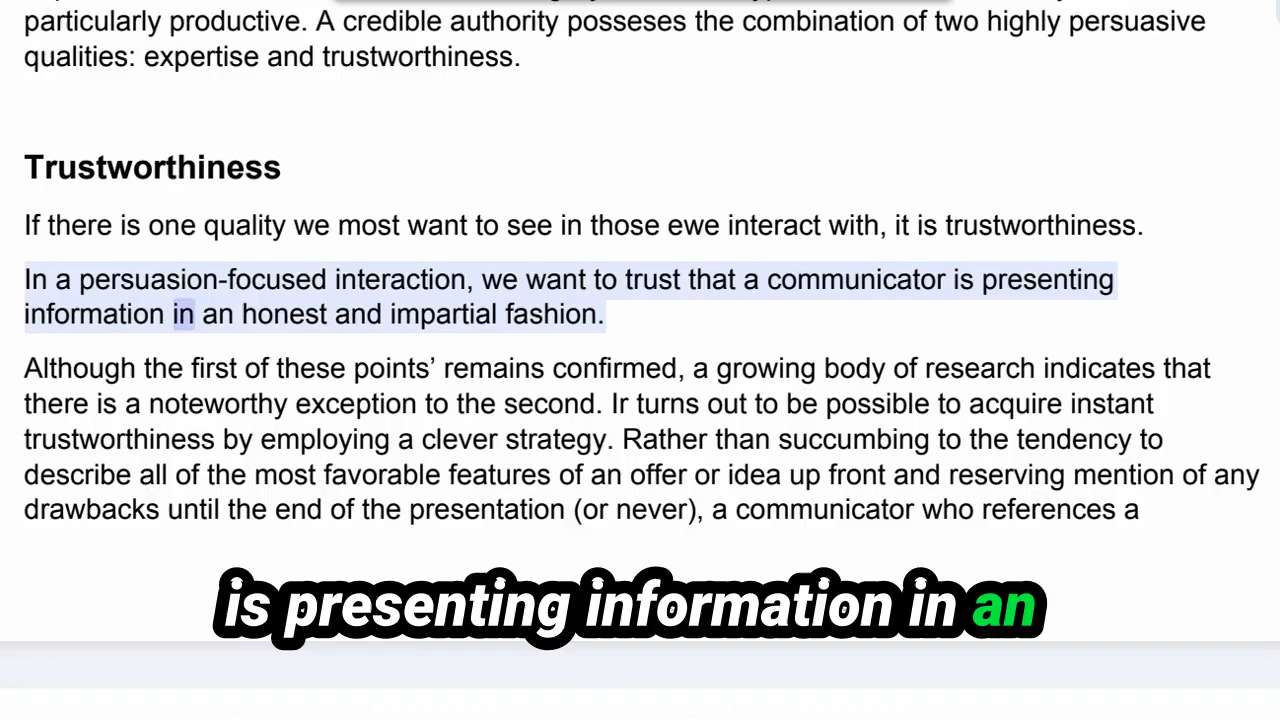 particularly productive. A credible authority posseses the combination of two highly persuasive
qualities: expertise and trustworthiness.
Trustworthiness
If there is one quality we most want to see in those ewe interact with, it is trustworthiness.
In a persuasion-focused interaction, we want to trust that a communicator is presenting
information in an honest and impartial fashion.
Although the first of these points’ remains confirmed, a growing body of research indicates that
there is a noteworthy exception to the second. Ir turns out to be possible to acquire instant
trustworthiness by employing a clever strategy. Rather than succumbing to the tendency to
describe all of the most favorable features of an offer or idea up front and reserving mention of any
drawbacks until the end of the presentation (or never), a communicator who references a
is presenting information in an